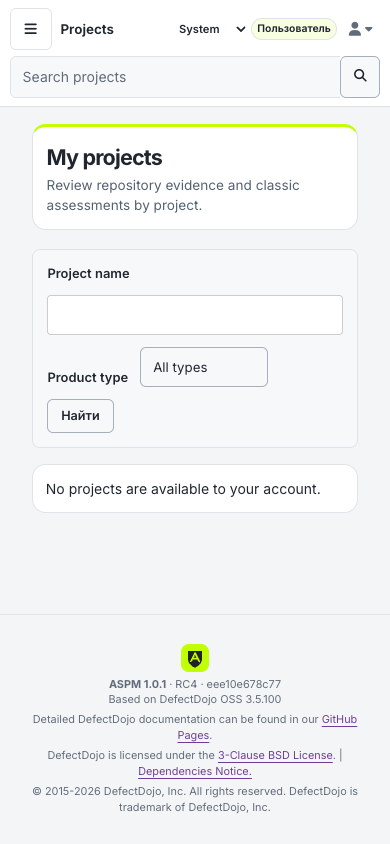 Projects
System
Пользователь
Search projects
My projects
Review repository evidence and classic
assessments by project.
Project name
Product type
All types
Найти
No projects are available to your account.
ASPM 1.0.1 · RC4 · eee10e678c77
Based on DefectDojo OSS 3.5.100
Detailed DefectDojo documentation can be found in our GitHub
Pages.
DefectDojo is licensed under the 3-Clause BSD License. |
Dependencies Notice.
© 2015-2026 DefectDojo, Inc. All rights reserved. DefectDojo is
trademark of DefectDojo, Inc.